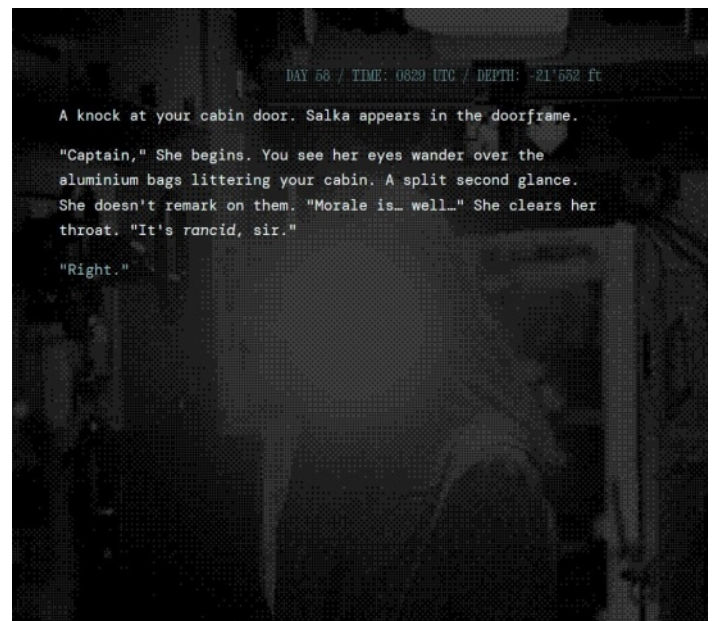 DAY 58 / TIME: 0829 UTC / DEPTH: -21'552 ft
A knock at your cabin door. Salka appears in the doorframe.
"Captain," She begins. You see her eyes wander over the
aluminium bags littering your cabin. A split second glance.
She doesn't remark on them. "Morale is… well…" She clears her
throat. "It's rancid, sir."
"Right."